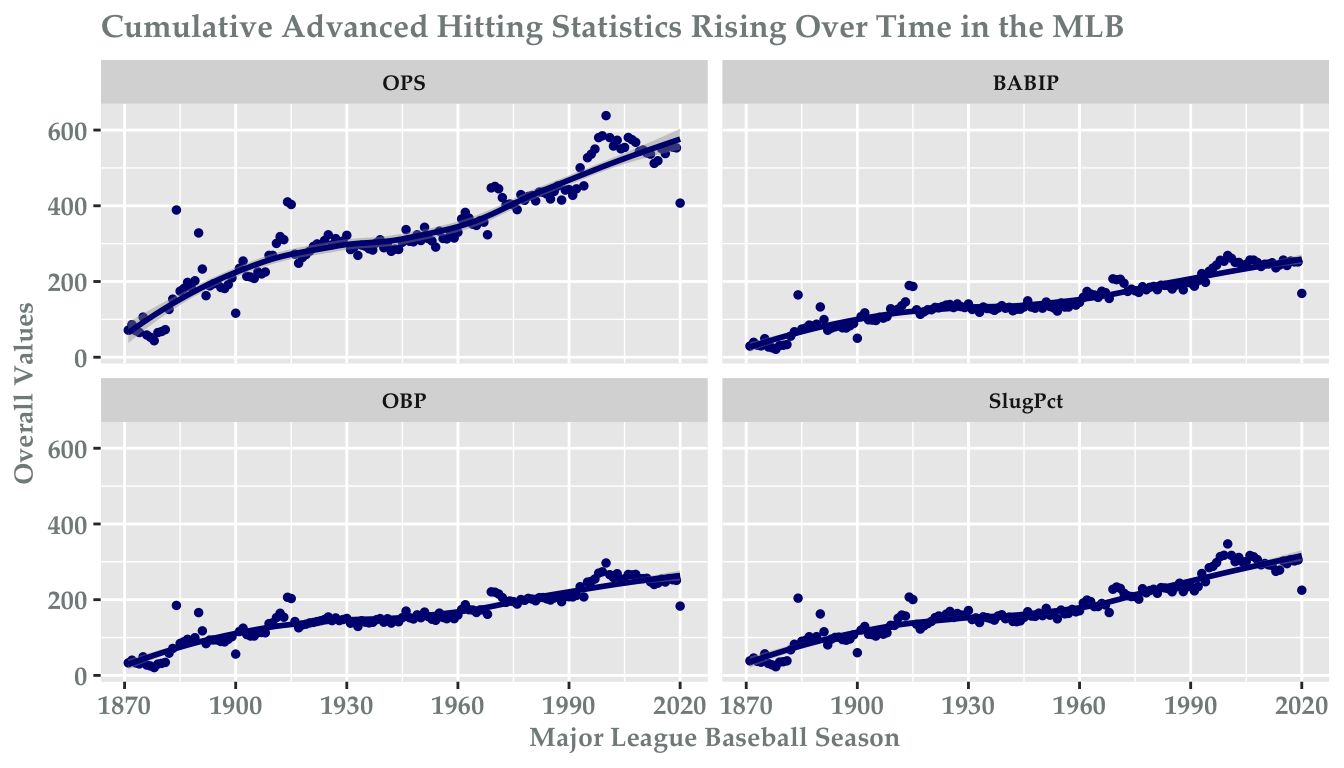 Cumulative Advanced Hitting Statistics Rising Over Time in the MLB
OPS
BABIP
600
400
200
0
OBP
SlugPct
600
400
200
0
Overall Values
1870 1900 1930 1960 1990 2020
1870 1900 1930 1960 1990 2020
Major League Baseball Season